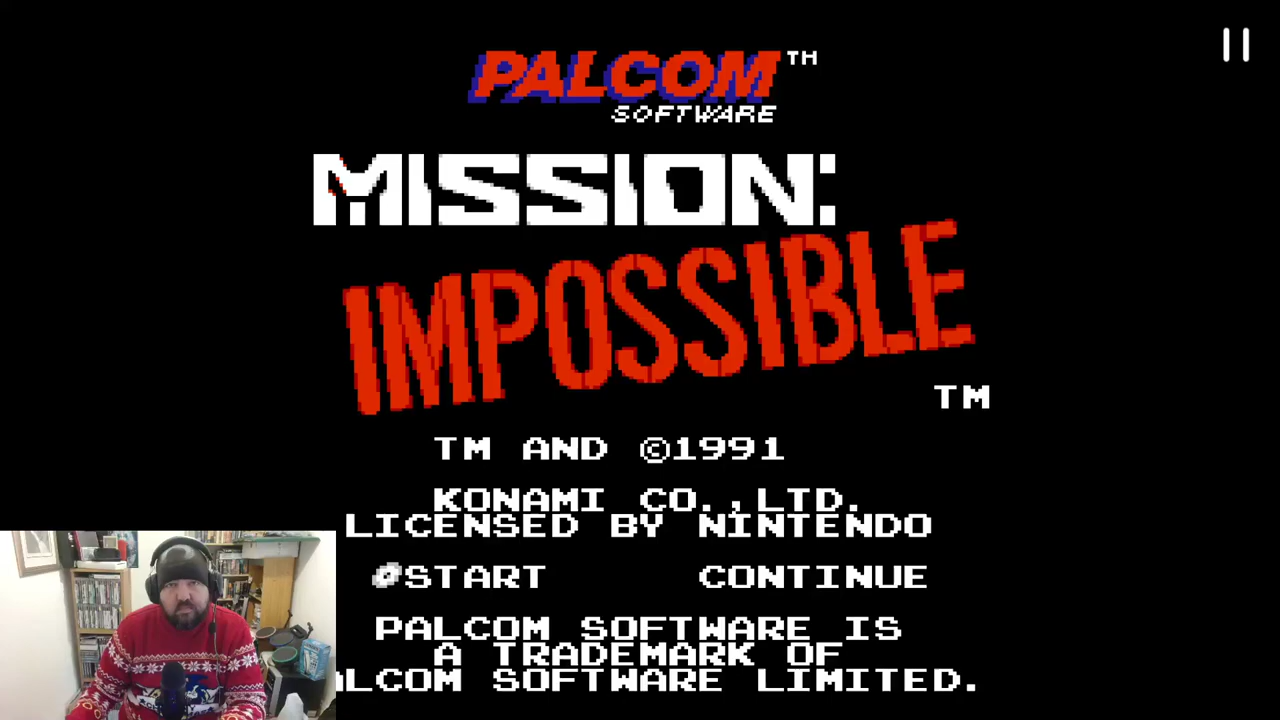 PALCOM™
SOFTWARE
MISSION:
IMPOSSIBLE
TM
TM AND ©1991
KONAMI CO.,LTD.
LICENSED BY NINTENDO
START CONTINUE
PALCOM SOFTWARE IS
A TRADEMARK OF
ALCOM SOFTWARE LIMITED.